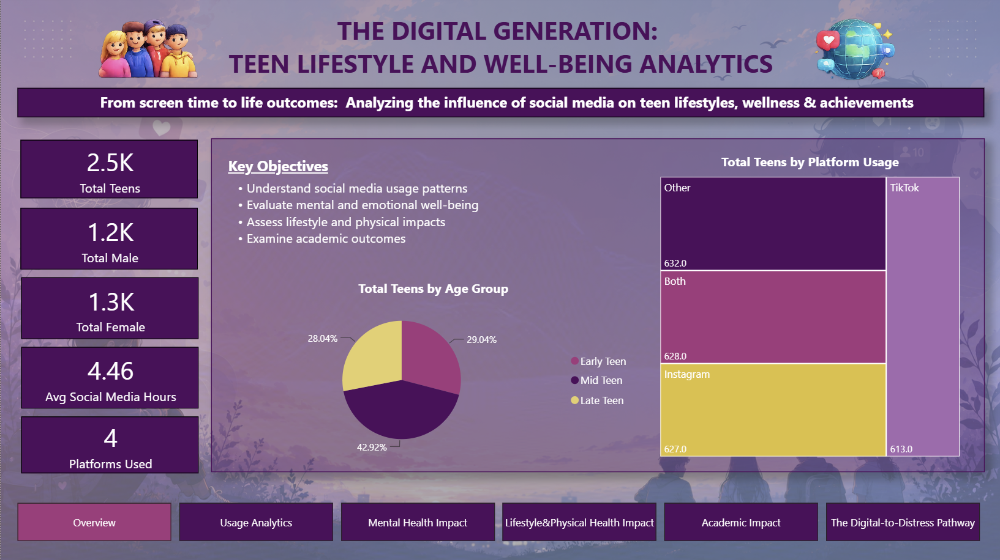 THE DIGITAL GENERATION:
TEEN LIFESTYLE AND WELL-BEING ANALYTICS
From screen time to life outcomes:  Analyzing the influence of social media on teen lifestyles, wellness & achievements
2.5K
Total Teens
1.2K
Total Male
1.3K
Total Female
4.46
Avg Social Media Hours
4
Platforms Used
Key Objectives
• Understand social media usage patterns
• Evaluate mental and emotional well-being
• Assess lifestyle and physical impacts
• Examine academic outcomes
Total Teens by Age Group
28.04%
29.04%
42.92%
Early Teen
Mid Teen
Late Teen
1
10
Total Teens by Platform Usage
Other
632.0
Both
628.0
Instagram
627.0
TikTok
613.0
Overview
Usage Analytics
Mental Health Impact
Lifestyle&Physical Health Impact
Academic Impact
The Digital-to-Distress Pathway